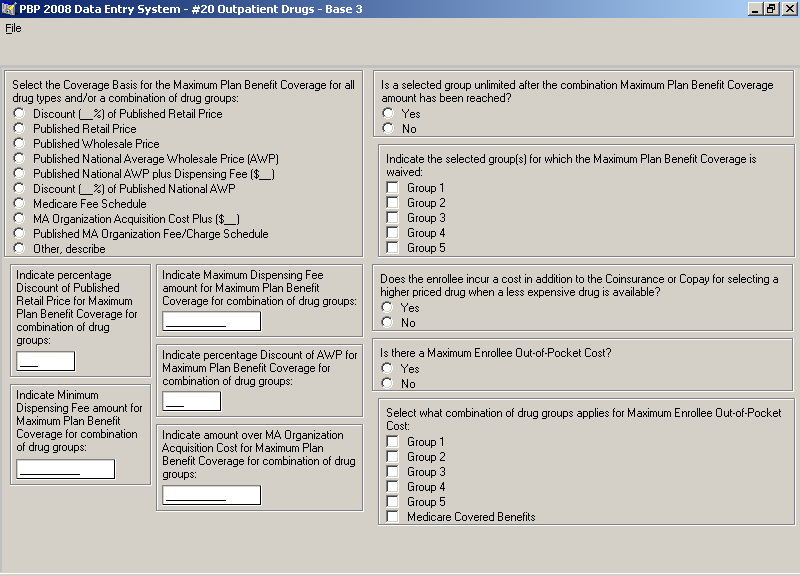 PBP 2008 Data Entry System - #20 Outpatient Drugs - Base 3
File
Select the Coverage Basis for the Maximum Plan Benefit Coverage for all
drug types and/or a combination of drug groups:
Discount (__%) of Published Retail Price
Published Retail Price
Published Wholesale Price
Published National Average Wholesale Price (AWP)
Published National AWP plus Dispensing Fee ($__)
Discount (__%) of Published National AWP
Medicare Fee Schedule
MA Organization Acquisition Cost Plus ($__)
Published MA Organization Fee/Charge Schedule
Other, describe
Indicate percentage
Discount of Published
Retail Price for Maximum
Plan Benefit Coverage for
combination of drug
groups:
Indicate Minimum
Dispensing Fee amount for
Maximum Plan Benefit
Coverage for combination
of drug groups:
Indicate Maximum Dispensing Fee
amount for Maximum Plan Benefit
Coverage for combination of drug groups:
Indicate percentage Discount of AWP for
Maximum Plan Benefit Coverage for
combination of drug groups:
Indicate amount over MA Organization
Acquisition Cost for Maximum Plan
Benefit Coverage for combination of drug
groups:
Is a selected group unlimited after the combination Maximum Plan Benefit Coverage
amount has been reached?
Yes
No
Indicate the selected group(s) for which the Maximum Plan Benefit Coverage is
waived:
Group 1
Group 2
Group 3
Group 4
Group 5
Does the enrollee incur a cost in addition to the Coinsurance or Copay for selecting a
higher priced drug when a less expensive drug is available?
Yes
No
Is there a Maximum Enrollee Out-of-Pocket Cost?
Yes
No
Select what combination of drug groups applies for Maximum Enrollee Out-of-Pocket
Cost:
Group 1
Group 2
Group 3
Group 4
Group 5
Medicare Covered Benefits